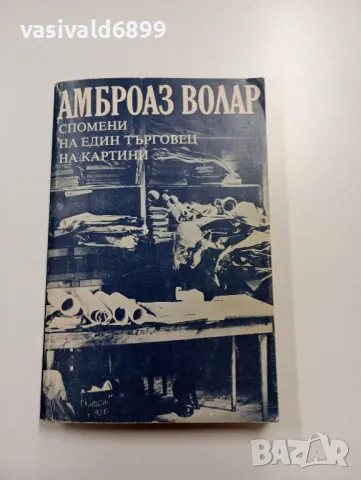 vasivald6899
АМБРОАЗ ВОЛАР
СПОМЕНИ
НА ЕДИН ТЪРГОВЕЦ
НА КАРТИНИ
BAZAR